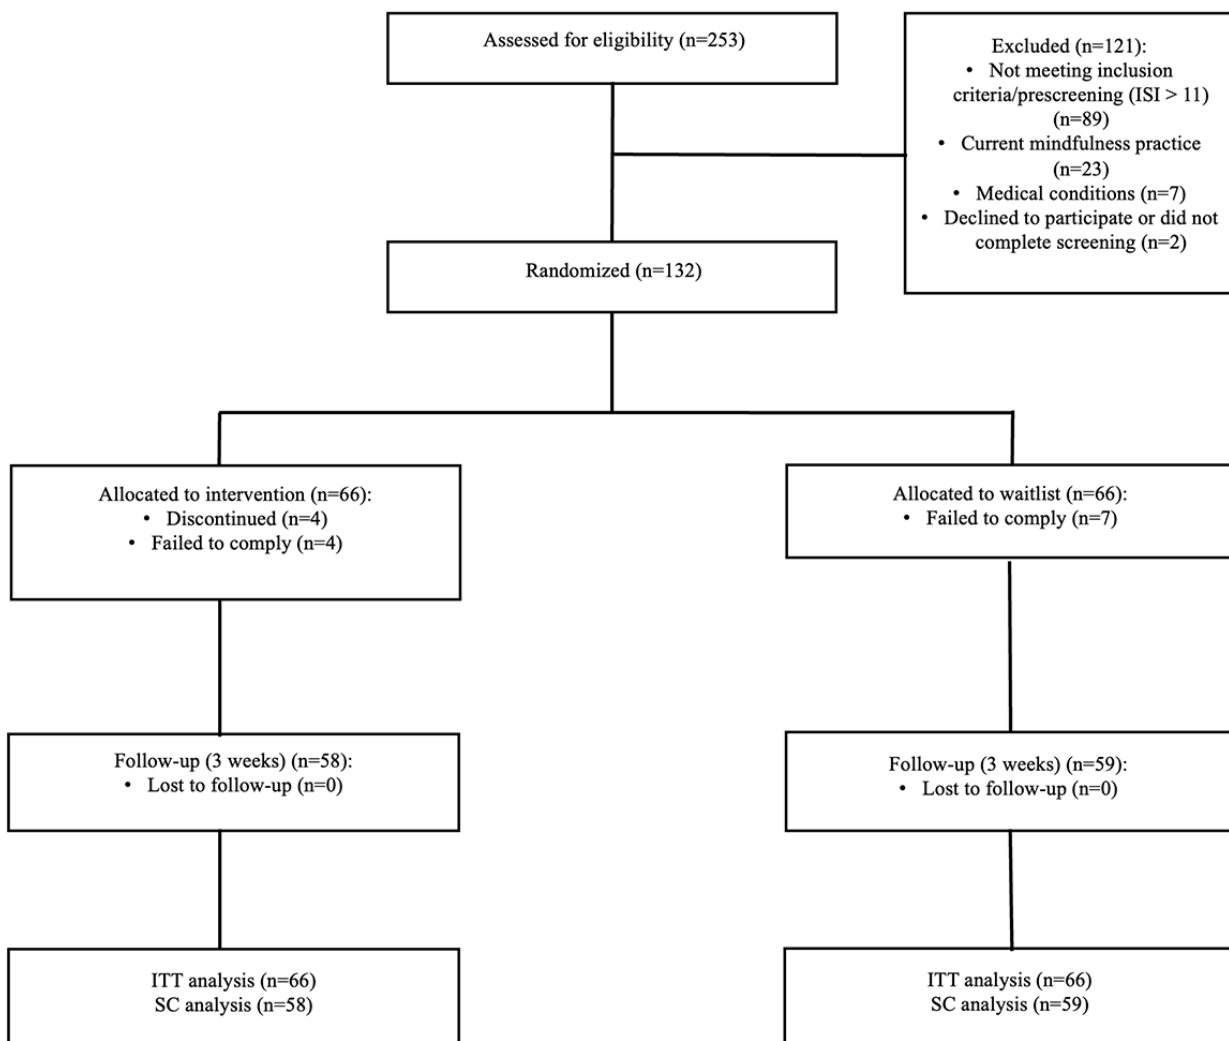 Assessed for eligibility (n=253)
Excluded (n=121):
• Not meeting inclusion
criteria/prescreening (ISI > 11)
(n=89)
• Current mindfulness practice
(n=23)
• Medical conditions (n=7)
• Declined to participate or did not
complete screening (n=2)
Randomized (n=132)
Allocated to intervention (n=66):
• Discontinued (n=4)
• Failed to comply (n=4)
Allocated to waitlist (n=66):
• Failed to comply (n=7)
Follow-up (3 weeks) (n=58):
• Lost to follow-up (n=0)
Follow-up (3 weeks) (n=59):
• Lost to follow-up (n=0)
ITT analysis (n=66)
SC analysis (n=58)
ITT analysis (n=66)
SC analysis (n=59)